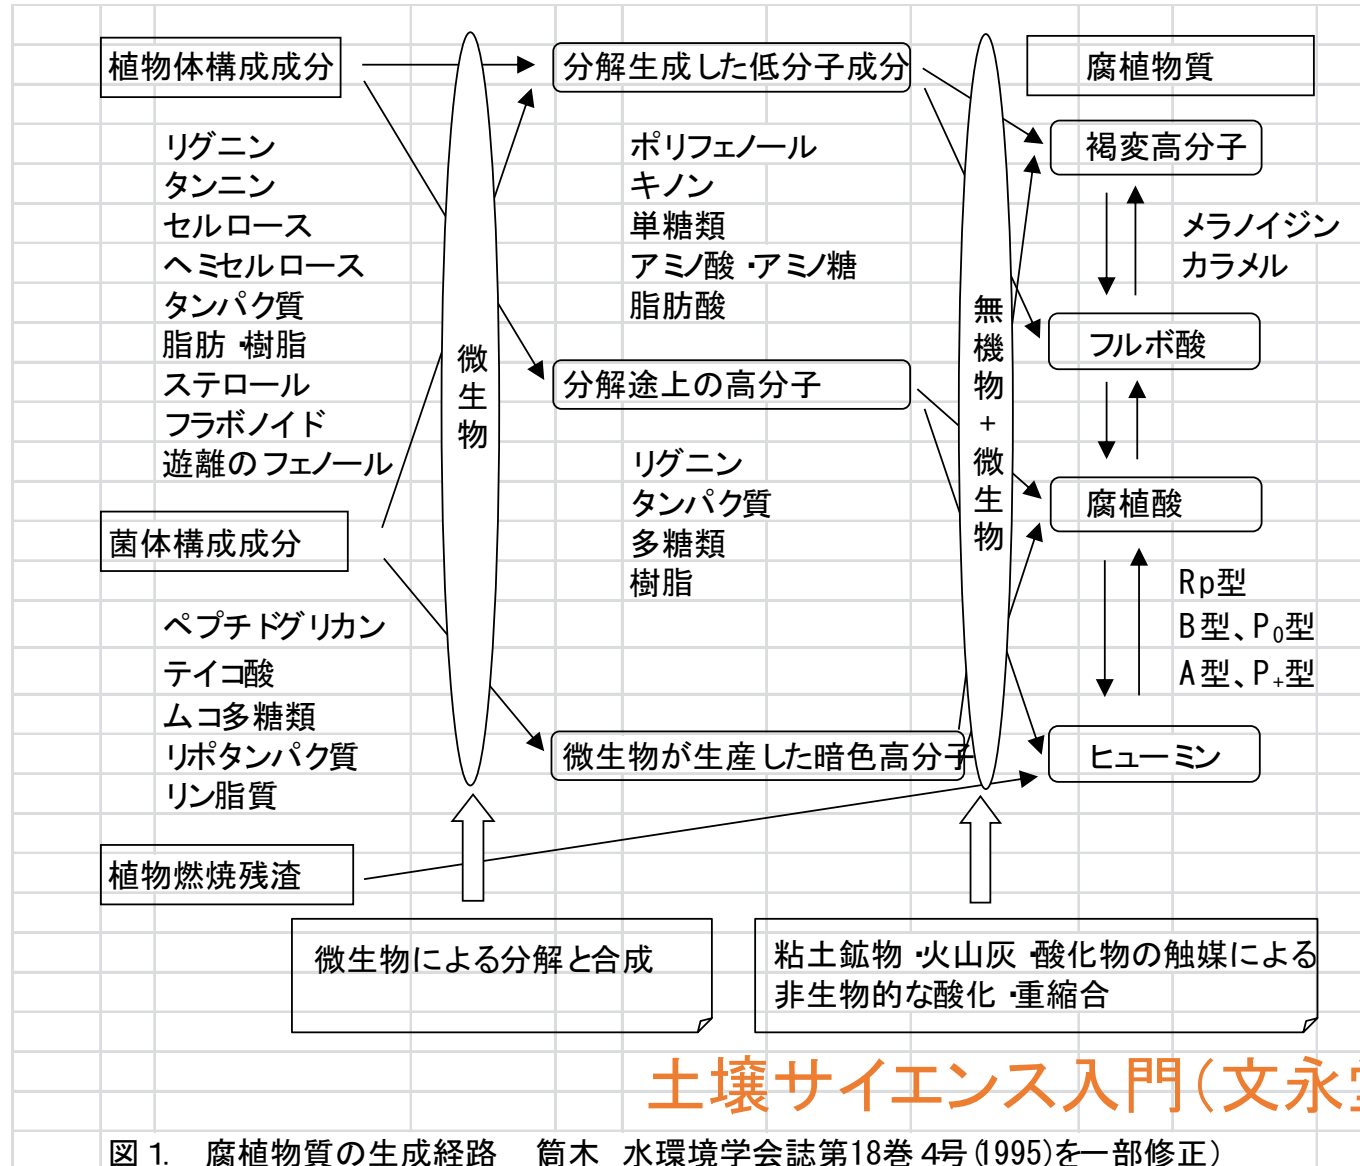 植物体構成成分
リグニン
タンニン
セルロース
ヘミセルロース
タンパク質
脂肪・樹脂
ステロール
フラボノイド
遊離のフェノール
菌体構成成分
ペプチドグリカン
テイコ酸
ムコ多糖類
リポタンパク質
リン脂質
植物燃焼残渣
微生物
分解生成した低分子成分
ポリフェノール
キノン
単糖類
アミノ酸・アミノ糖
脂肪酸
分解途上の高分子
リグニン
タンパク質
多糖類
樹脂
微生物が生産した暗色高分子
無機物+微生物
腐植物質
褐変高分子
メラノイジン
カラメル
フルボ酸
腐植酸
Rp型
B型、P₀型
A型、P₊型
ヒューミン
微生物による分解と合成
粘土鉱物・火山灰・酸化物の触媒による
非生物的な酸化・重縮合
土壌サイエンス入門(文永
図1. 腐植物質の生成経路 筒木 水環境学会誌第18巻4号(1995)を一部修正)